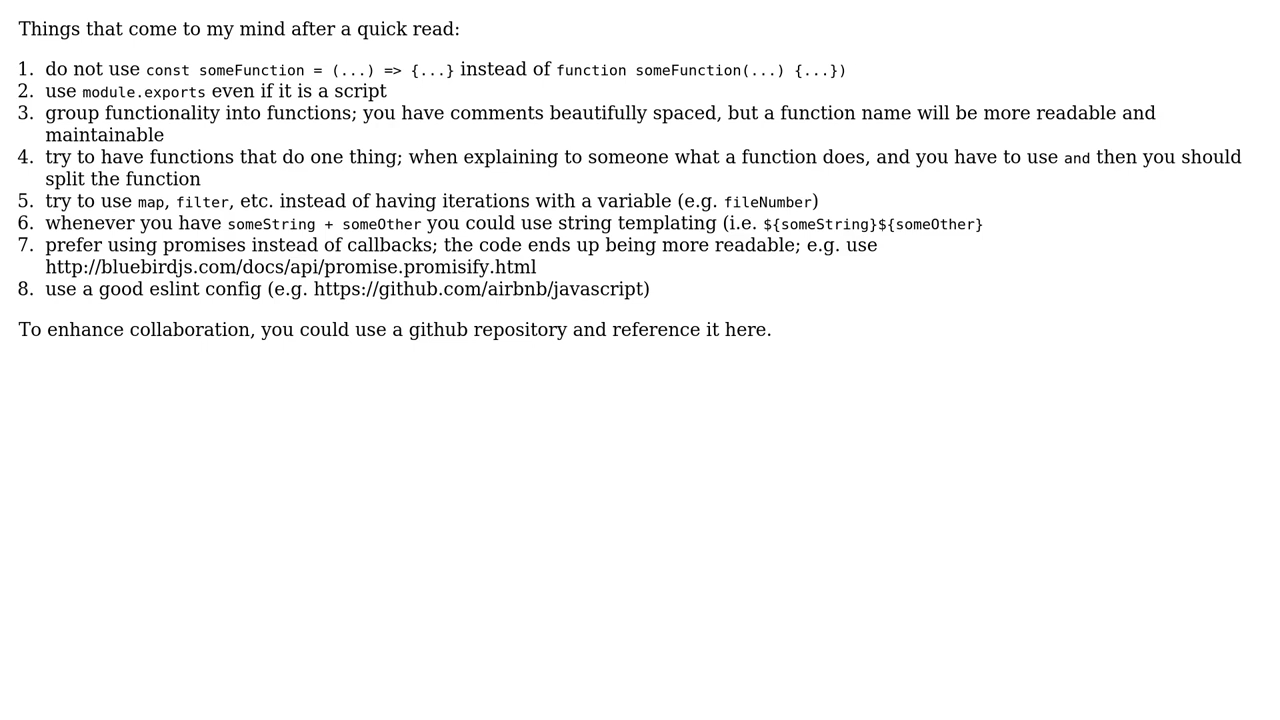 Things that come to my mind after a quick read:
1. do not use const someFunction = (...) => {...} instead of function someFunction(...) {...})
2. use module.exports even if it is a script
3. group functionality into functions; you have comments beautifully spaced, but a function name will be more readable and
maintainable
4. try to have functions that do one thing; when explaining to someone what a function does, and you have to use and then you should
split the function
5. try to use map, filter, etc. instead of having iterations with a variable (e.g. fileNumber)
6. whenever you have someString + someOther you could use string templating (i.e. ${someString}${someOther}
7. prefer using promises instead of callbacks; the code ends up being more readable; e.g. use
http://bluebirdjs.com/docs/api/promise.promisify.html
8. use a good eslint config (e.g. https://github.com/airbnb/javascript)
To enhance collaboration, you could use a github repository and reference it here.